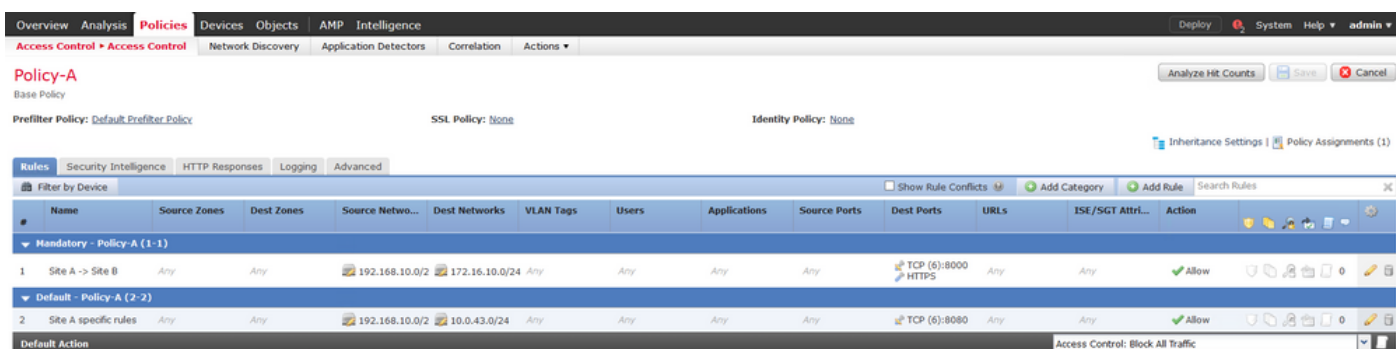 Overview Analysis Policies Devices Objects AMP Intelligence Deploy 2 System Help ▾ admin ▾
Access Control ▸ Access Control Network Discovery Application Detectors Correlation Actions ▾
Policy-A Analyze Hit Counts Save Cancel
Base Policy
Prefilter Policy: Default Prefilter Policy SSL Policy: None Identity Policy: None
Inheritance Settings | Policy Assignments (1)
Rules Security Intelligence HTTP Responses Logging Advanced
Filter by Device Show Rule Conflicts Add Category Add Rule Search Rules
# Name Source Zones Dest Zones Source Netwo... Dest Networks VLAN Tags Users Applications Source Ports Dest Ports URLs ISE/SGT Attri... Action
Mandatory - Policy-A (1-1)
1 Site A -> Site B Any Any 192.168.10.0/2 172.16.10.0/24 Any Any Any Any TCP (6):8000 Any Any Allow 0
HTTPS
Default - Policy-A (2-2)
2 Site A specific rules Any Any 192.168.10.0/2 10.0.43.0/24 Any Any Any Any TCP (6):8080 Any Any Allow 0
Default Action Access Control: Block All Traffic